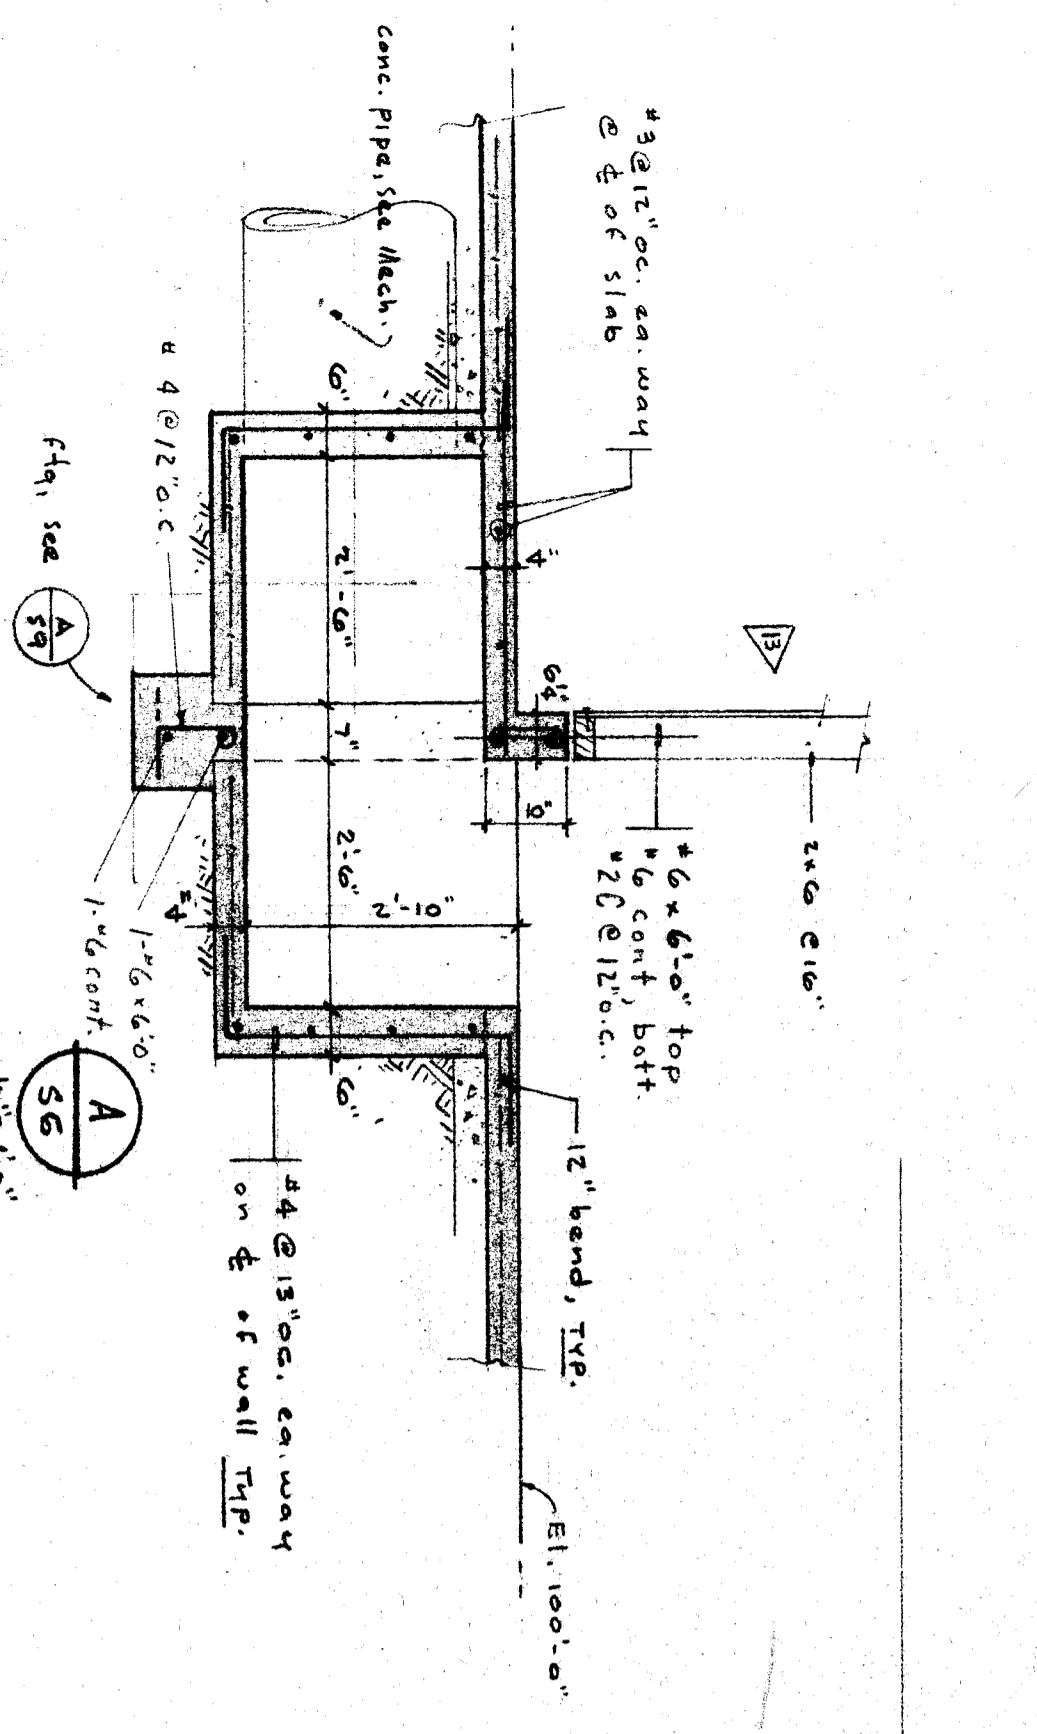 2x6 @16"
13
#6 x 6'-0" top
#6 cont, bott.
#2[ @ 12"o.c.
#3@12"oc. ea. way
@ ℄ of slab
6¼
10"
4"
12" bend, TYP.
El. 100'-0"
conc. pipe, see Mech.
6"
2'-6"
7"
2'-6"
6"
2'-10"
4"
#4 @ 13"oc. ea. way
on ℄ of wall TYP.
#4 @12"o.c.
1-#6 x 6'-0"
1-#6 cont.
ftg, see
A
S9
A
S6